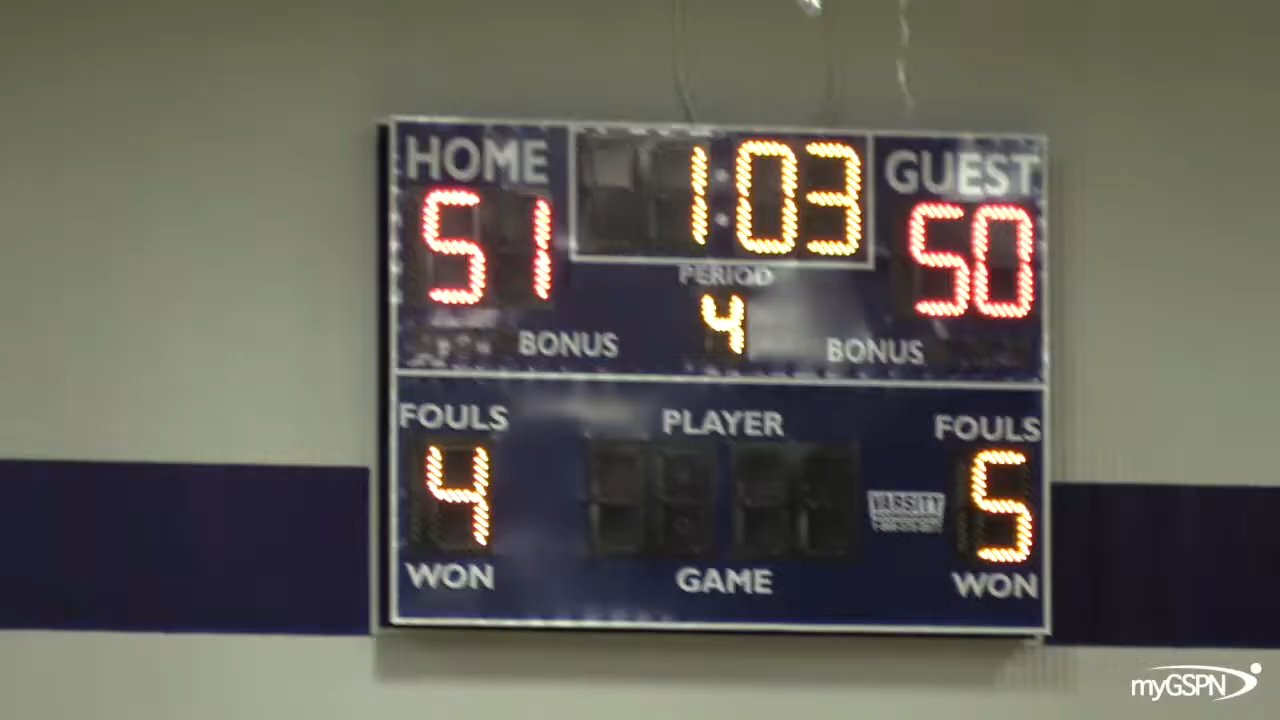 HOME
1:03
GUEST
51
50
PERIOD
4
BONUS
BONUS
FOULS
PLAYER
FOULS
4
5
VARSITY
WON
GAME
WON
myGSPN